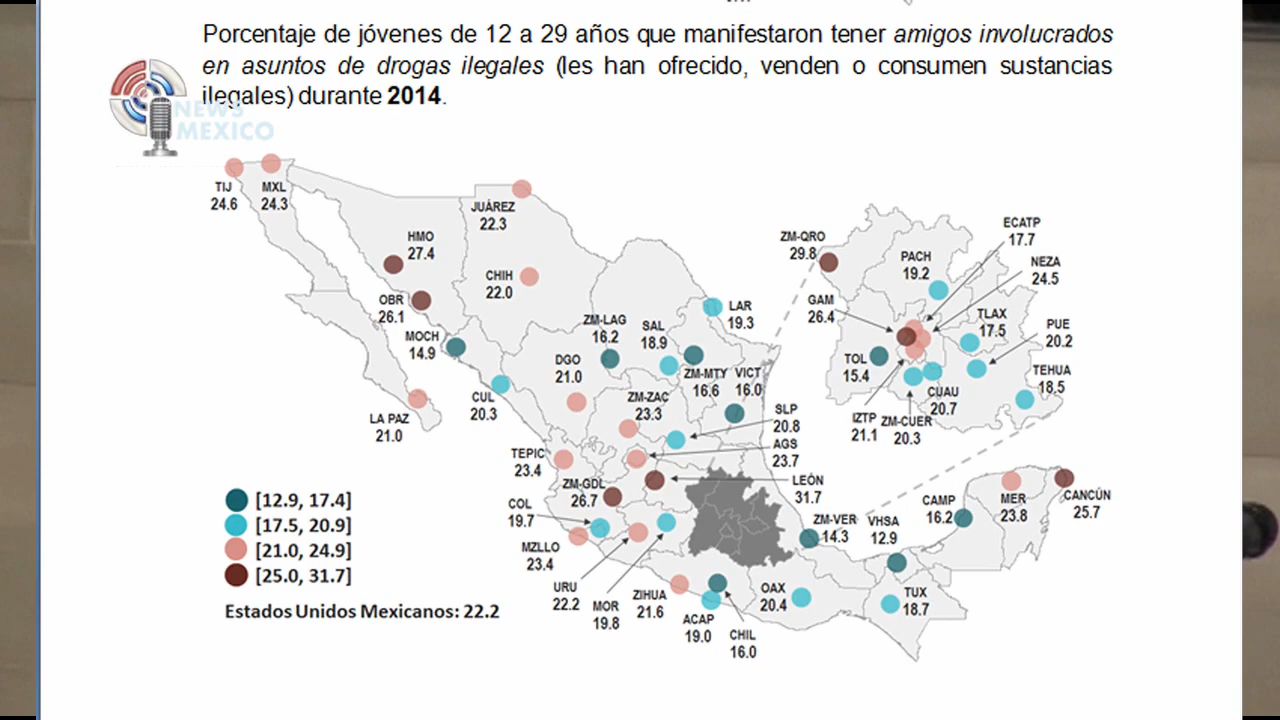 Porcentaje de jóvenes de 12 a 29 años que manifestaron tener amigos involucrados
en asuntos de drogas ilegales (les han ofrecido, venden o consumen sustancias
ilegales) durante 2014.
NEWS
MEXICO
TIJ
24.6
MXL
24.3
JUÁREZ
22.3
HMO
27.4
CHIH
22.0
OBR
26.1
MOCH
14.9
LA PAZ
21.0
CUL
20.3
DGO
21.0
ZM-LAG
16.2
SAL
18.9
LAR
19.3
ZM-MTY
16.6
VICT
16.0
ZM-ZAC
23.3
SLP
20.8
AGS
23.7
LEÓN
31.7
TEPIC
23.4
ZM-GDL
26.7
COL
19.7
MZLLO
23.4
URU
22.2
MOR
19.8
ZIHUA
21.6
ACAP
19.0
CHIL
16.0
OAX
20.4
ZM-VER
14.3
VHSA
12.9
TUX
18.7
CAMP
16.2
MER
23.8
CANCÚN
25.7
ZM-QRO
29.8
PACH
19.2
ECATP
17.7
NEZA
24.5
GAM
26.4
TLAX
17.5
PUE
20.2
TOL
15.4
TEHUA
18.5
IZTP
21.1
ZM-CUER
20.3
CUAU
20.7
[12.9, 17.4]
[17.5, 20.9]
[21.0, 24.9]
[25.0, 31.7]
Estados Unidos Mexicanos: 22.2